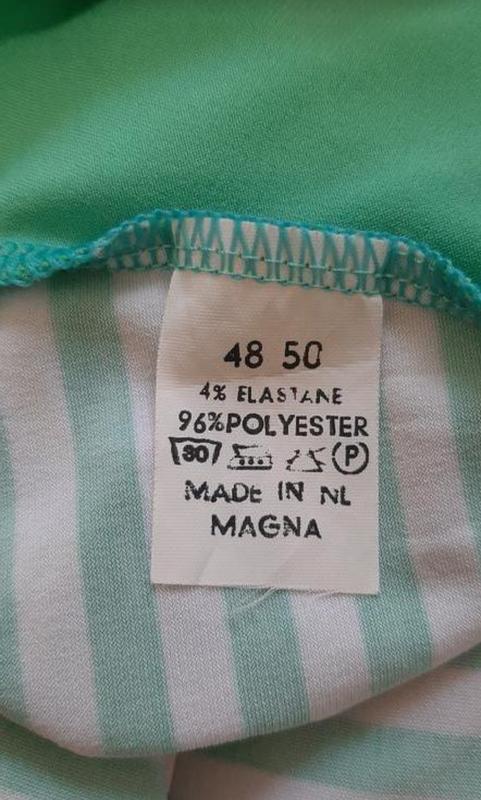 48 50
4% ELASTANE
96%POLYESTER
30 P
MADE IN NL
MAGNA